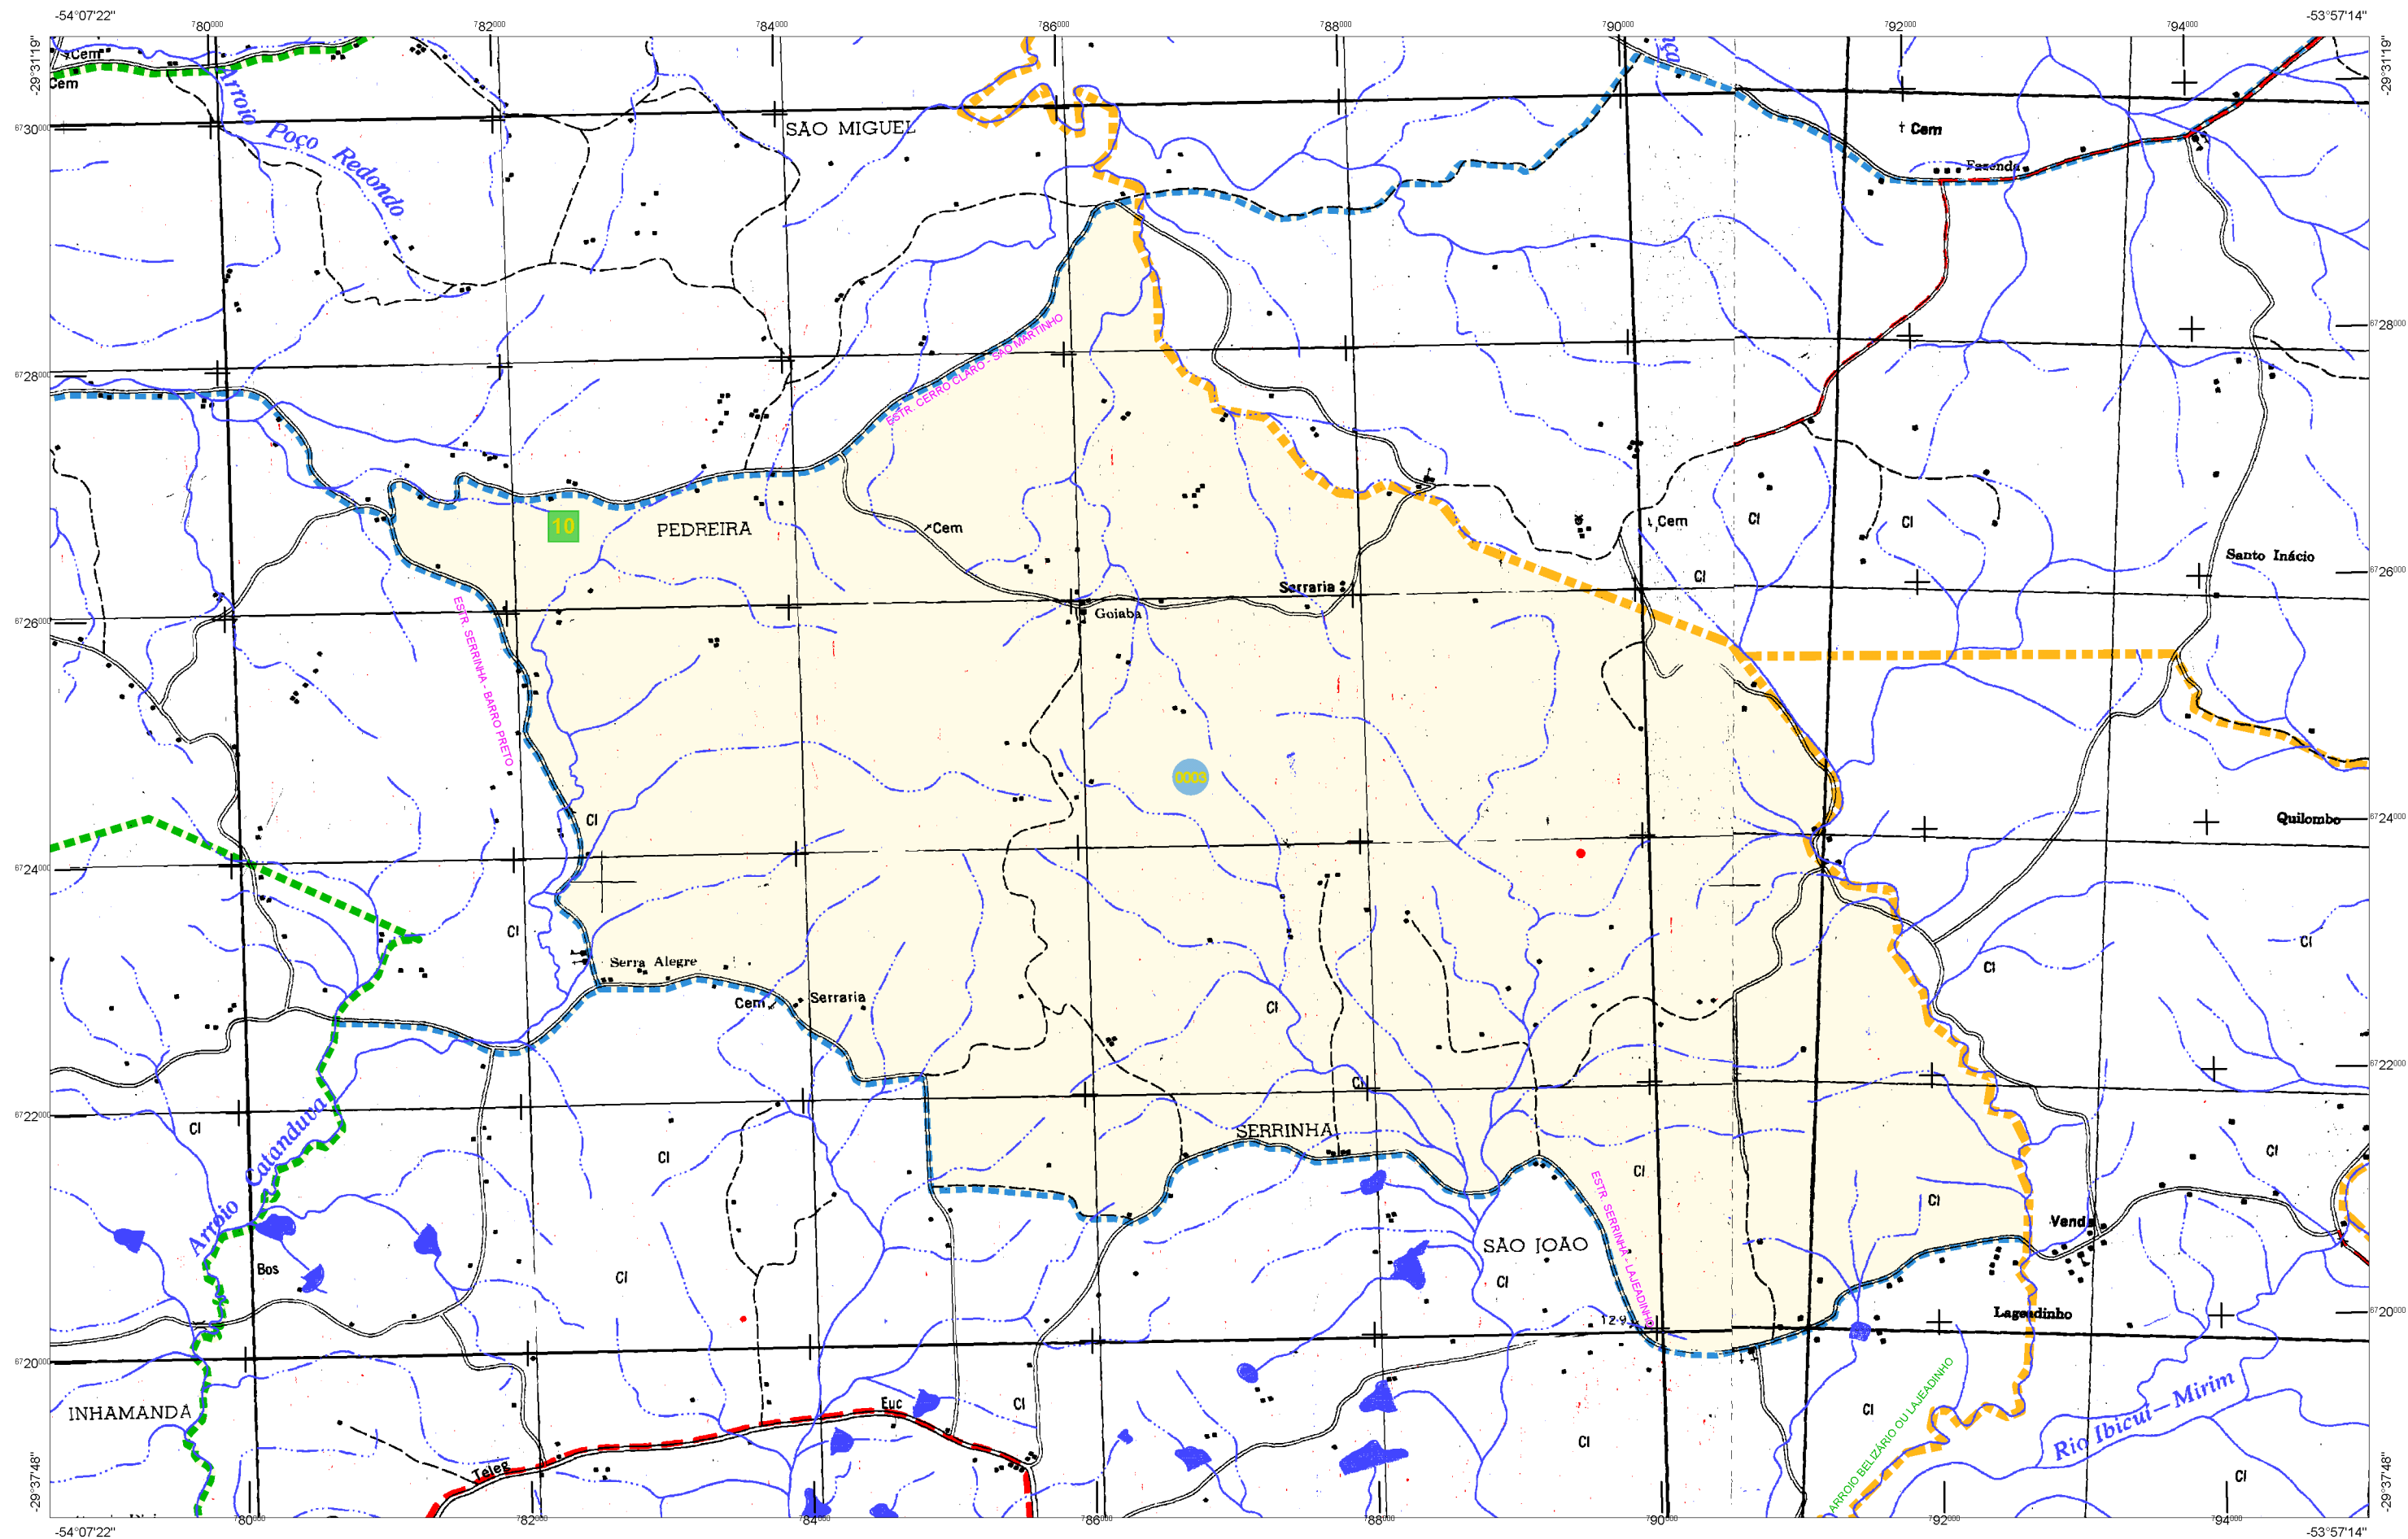 -54°07'22"
780000
782000
784000
786000
788000
790000
792000
794000
-53°57'14"
-29°31'19"
-29°31'19"
Cem
Cem
Arroio Poço Redondo
SÃO MIGUEL
Cem
Fazenda
6730000
6728000
6728000
ESTR. CERRO CLARO - SÃO MARTINHO
10
PEDREIRA
Cem
Cem
Cl
Cl
Santo Inácio
6726000
6726000
Cl
Serraria
Goiaba
ESTR. SERRINHA - BARRO PRETO
0003
Cl
Quilombo
6724000
6724000
Cl
Cl
Cl
Serra Alegre
Cem
Serraria
Cl
6722000
6722000
Cl
Cl
Arroio Catanduva
SERRINHA
Cl
Cl
Cl
Cl
ESTR. SERRINHA - LAJEADINHO
Venda
SÃO JOÃO
Bos
Cl
Cl
Lageadinho
129
6720000
6720000
INHAMANDÁ
Euc
Cl
Cl
Cl
Cl
ARROIO BELIZÁRIO OU LAJEADINHO
Rio Ibicuí-Mirim
Teleg
-29°37'48"
-29°37'48"
-54°07'22"
780000
782000
784000
786000
788000
790000
792000
794000
-53°57'14"